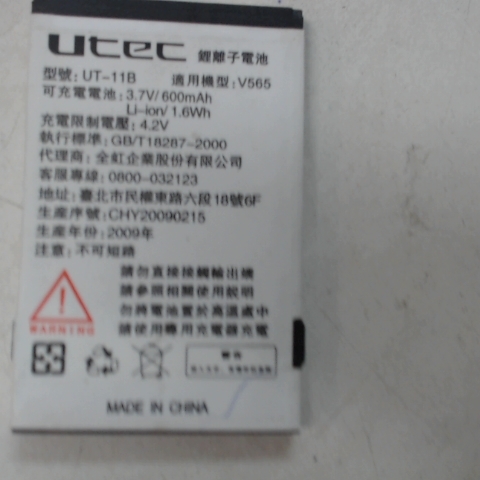 UTEC 鋰離子電池
型號: UT-11B 適用機型: V565
可充電電池: 3.7V/ 600mAh
Li-ion/ 1.6Wh
充電限制電壓: 4.2V
執行標準: GB/T18287-2000
代理商: 全虹企業股份有限公司
客服專線: 0800-032123
地址: 臺北市民權東路六段18號6F
生產序號: CHY20090215
生產年份: 2009年
注意: 不可短路
請勿直接接觸輸出機
請參照相關使用說明
勿將電池置於高溫處中
請使用專用充電器充電
WARNING
警告
MADE IN CHINA